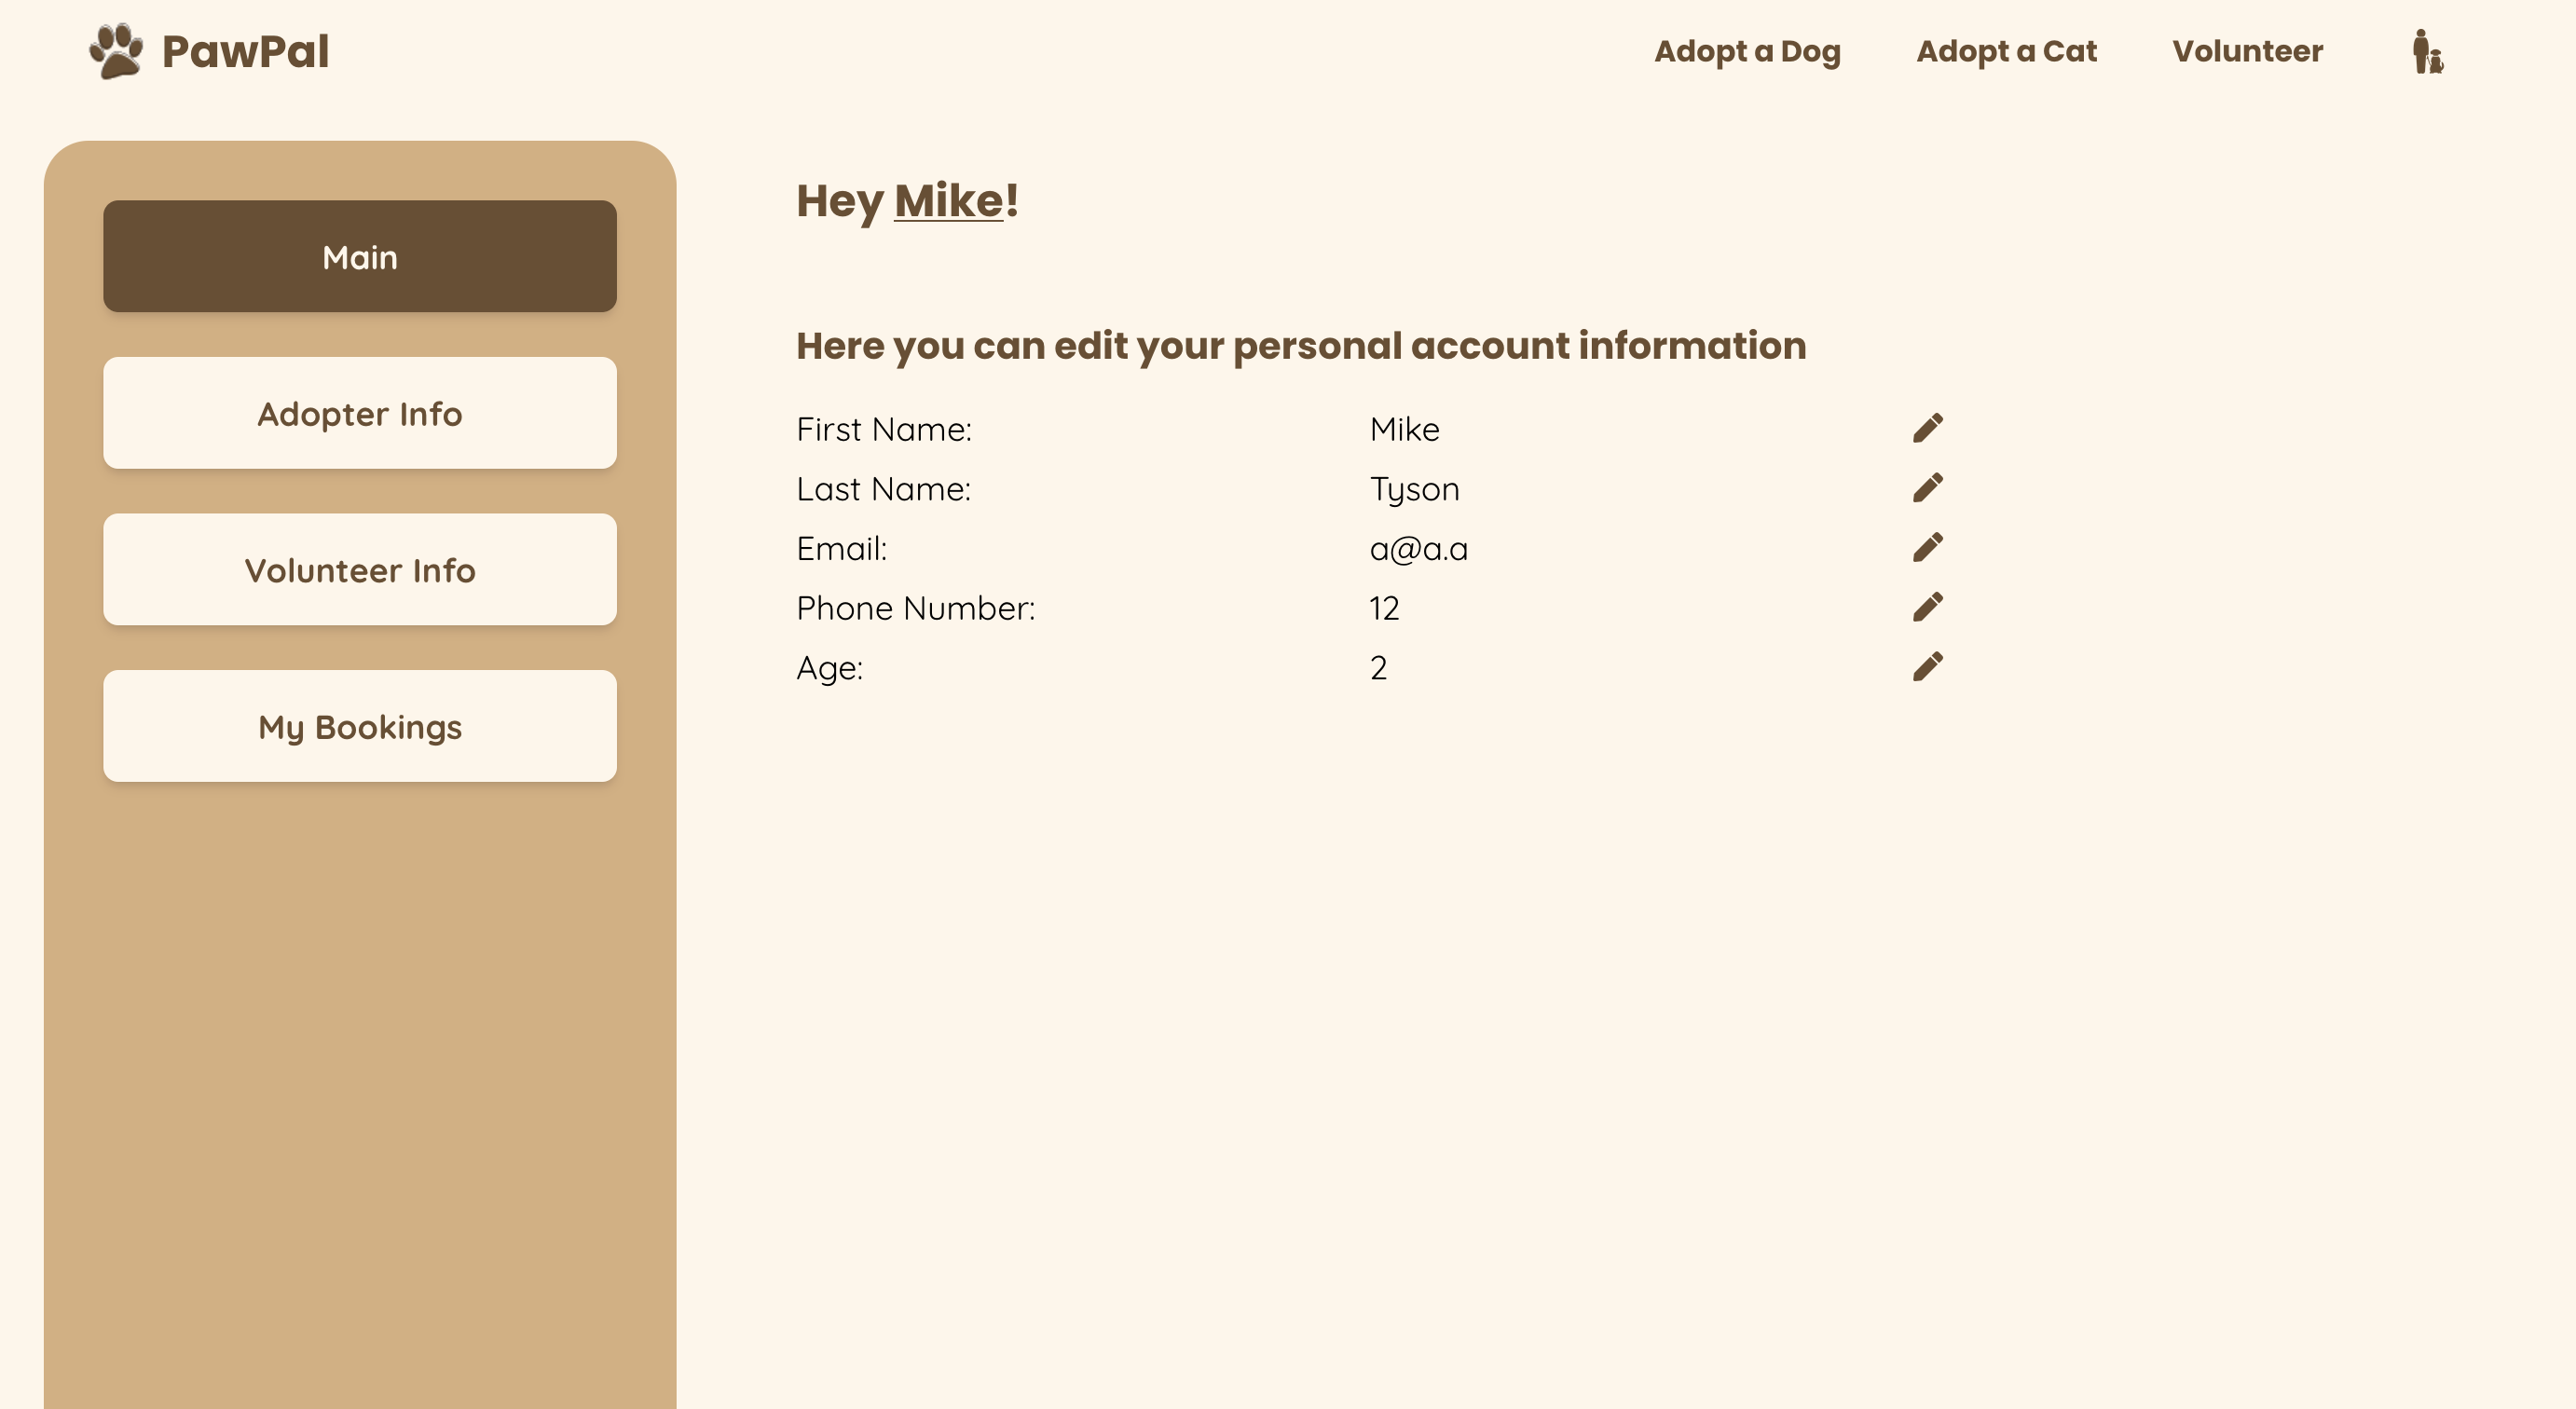 PawPal
Adopt a Dog
Adopt a Cat
Volunteer
Main
Adopter Info
Volunteer Info
My Bookings
Hey Mike!
Here you can edit your personal account information
First Name: Mike
Last Name: Tyson
Email: a@a.a
Phone Number: 12
Age: 2